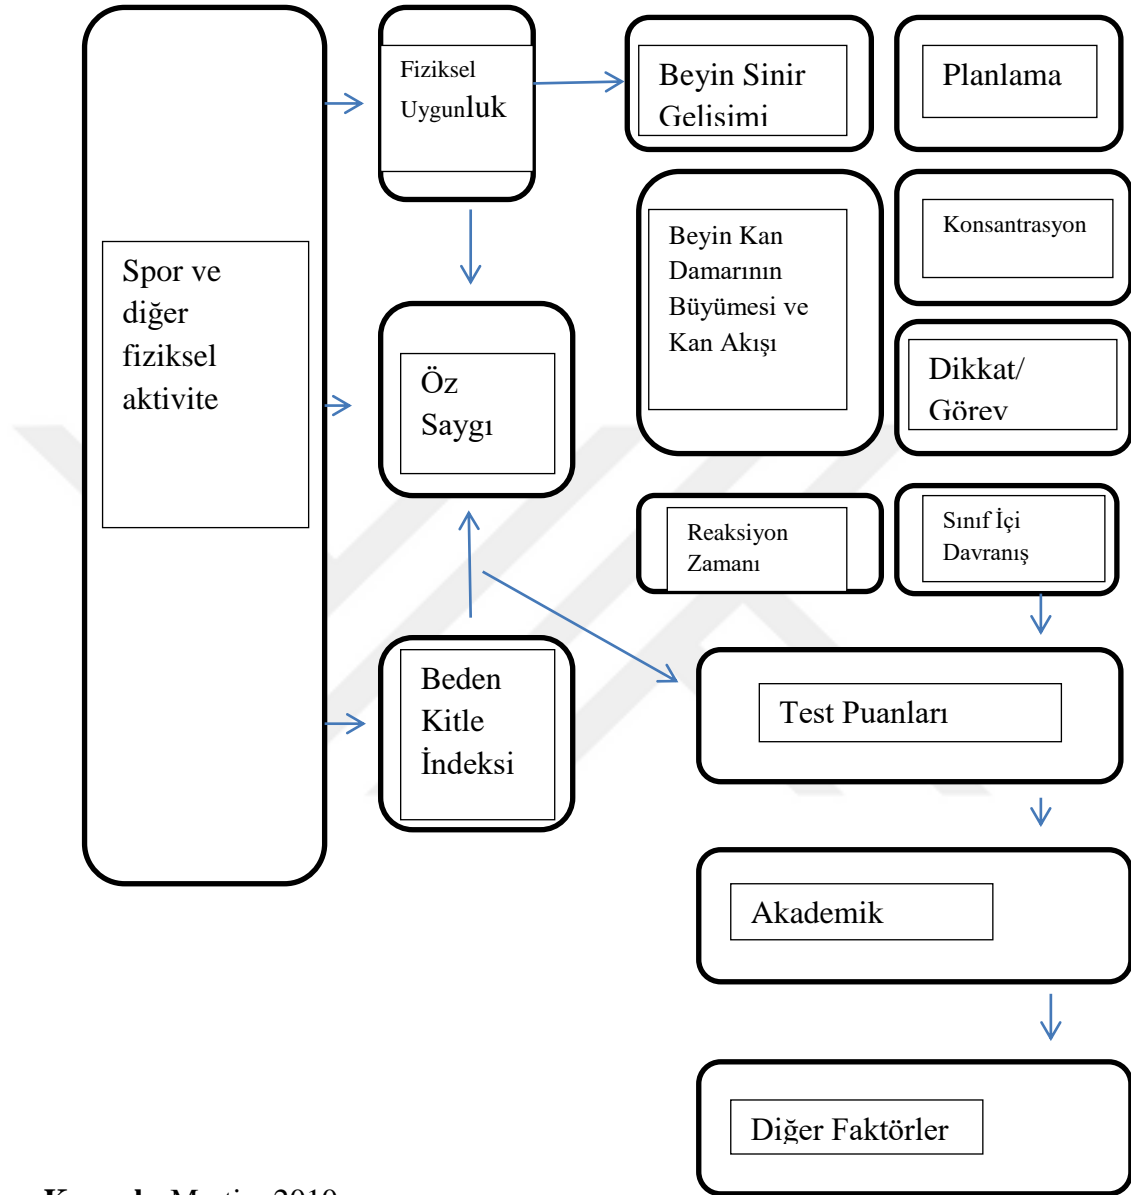 Spor ve
diğer
fiziksel
aktivite
Fiziksel
Uygunluk
Öz
Saygı
Beden
Kitle
İndeksi
Beyin Sinir
Gelişimi
Beyin Kan
Damarının
Büyümesi ve
Kan Akışı
Reaksiyon
Zamanı
Planlama
Konsantrasyon
Dikkat/
Görev
Sınıf İçi
Davranış
Test Puanları
Akademik
Diğer Faktörler